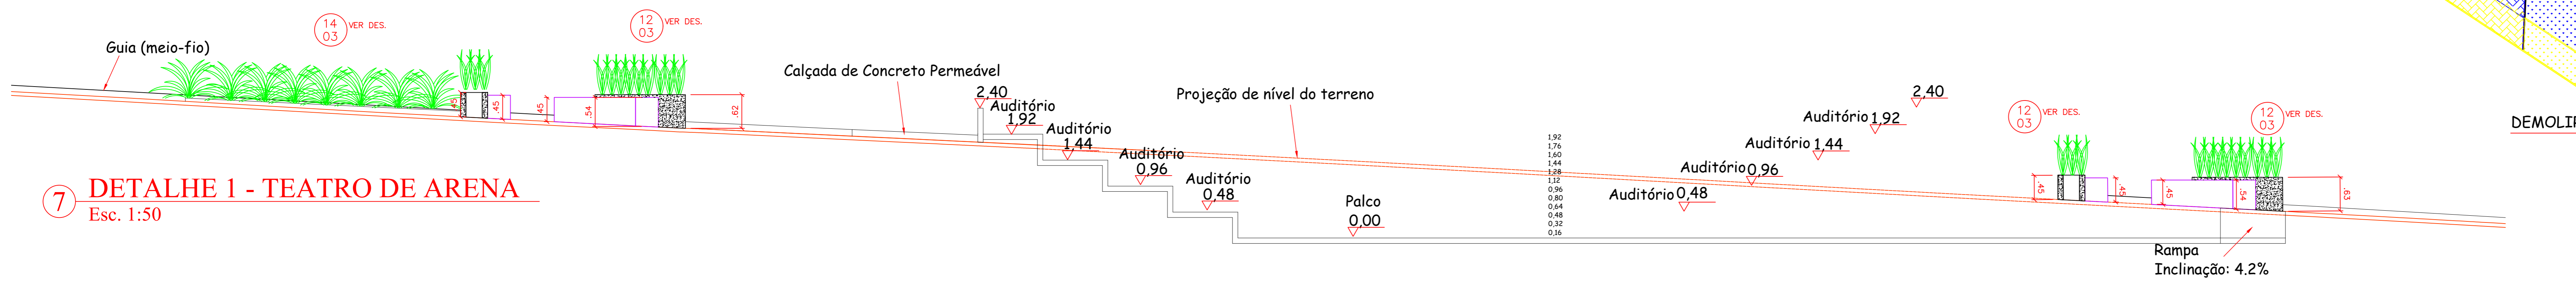 14
03
VER DES.
12
03
VER DES.
Guia (meio-fio)
.45
.45
.45
.54
.62
Calçada de Concreto Permeável
2,40
Auditório
1,92
Auditório
1,44
Auditório
0,96
Auditório
0,48
Projeção de nível do terreno
Palco
0,00
1,92
1,76
1,60
1,44
1,28
1,12
0,96
0,80
0,64
0,48
0,32
0,16
2,40
Auditório 1,92
Auditório 1,44
Auditório 0,96
Auditório 0,48
12
03
VER DES.
12
03
VER DES.
.45
.45
.45
.54
.63
Rampa
Inclinação: 4.2%
7
DETALHE 1 - TEATRO DE ARENA
Esc. 1:50